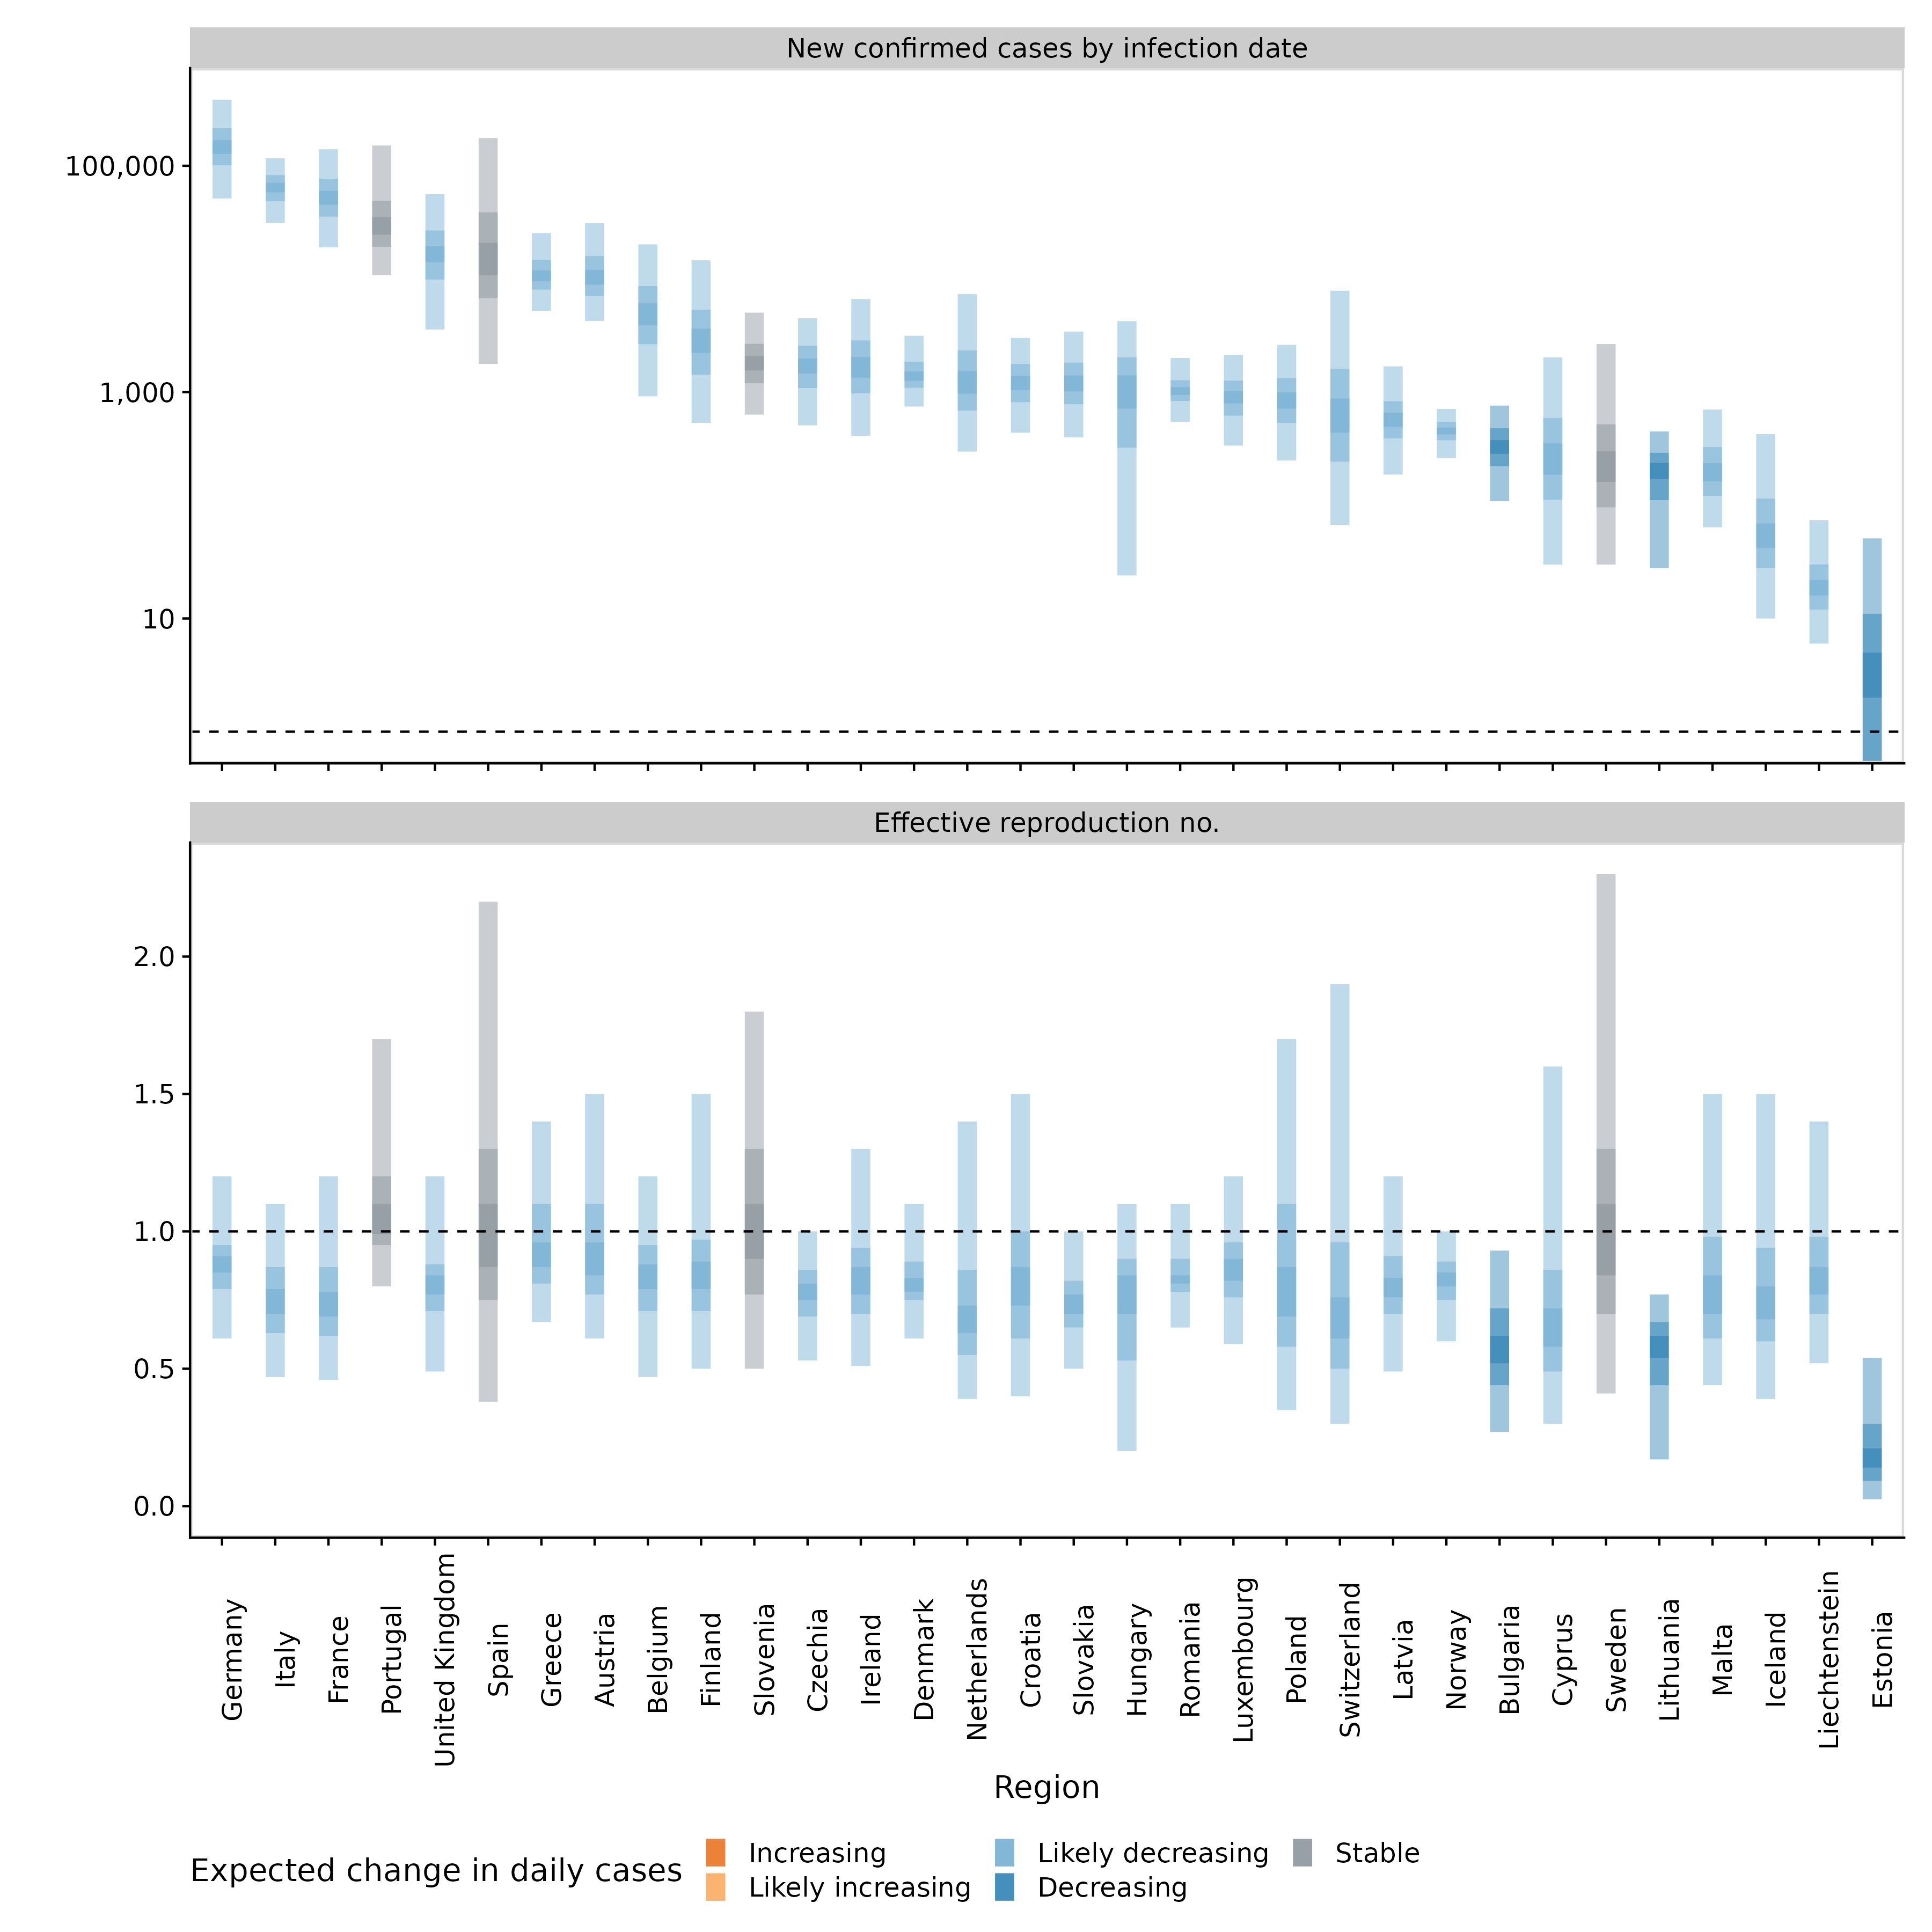 New confirmed cases by infection date
100,000
1,000
10
Effective reproduction no.
2.0
1.5
1.0
0.5
0.0
Germany
Italy
France
Portugal
United Kingdom
Spain
Greece
Austria
Belgium
Finland
Slovenia
Czechia
Ireland
Denmark
Netherlands
Croatia
Slovakia
Hungary
Romania
Luxembourg
Poland
Switzerland
Latvia
Norway
Bulgaria
Cyprus
Sweden
Lithuania
Malta
Iceland
Liechtenstein
Estonia
Region
Expected change in daily cases
Increasing
Likely increasing
Likely decreasing
Decreasing
Stable